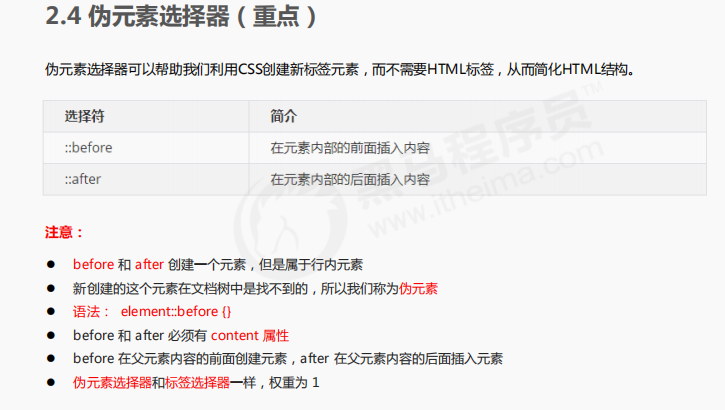 2.4 伪元素选择器（重点）
伪元素选择器可以帮助我们利用CSS创建新标签元素，而不需要HTML标签，从而简化HTML结构。
选择符 简介
::before 在元素内部的前面插入内容
::after 在元素内部的后面插入内容
黑马程序员™
www.itheima.com
注意：
● before 和 after 创建一个元素，但是属于行内元素
● 新创建的这个元素在文档树中是找不到的，所以我们称为伪元素
● 语法： element::before {}
● before 和 after 必须有 content 属性
● before 在父元素内容的前面创建元素，after 在父元素内容的后面插入元素
● 伪元素选择器和标签选择器一样，权重为 1